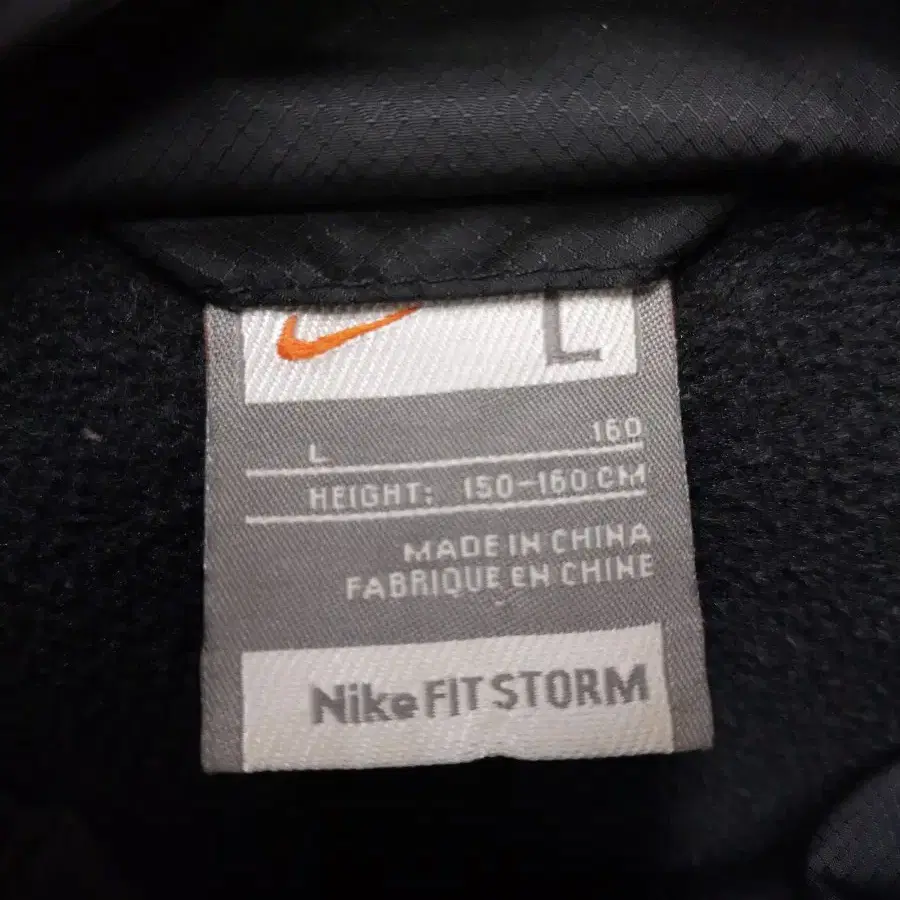 L
L 160
HEIGHT: 150-160 CM
MADE IN CHINA
FABRIQUE EN CHINE
Nike FIT STORM